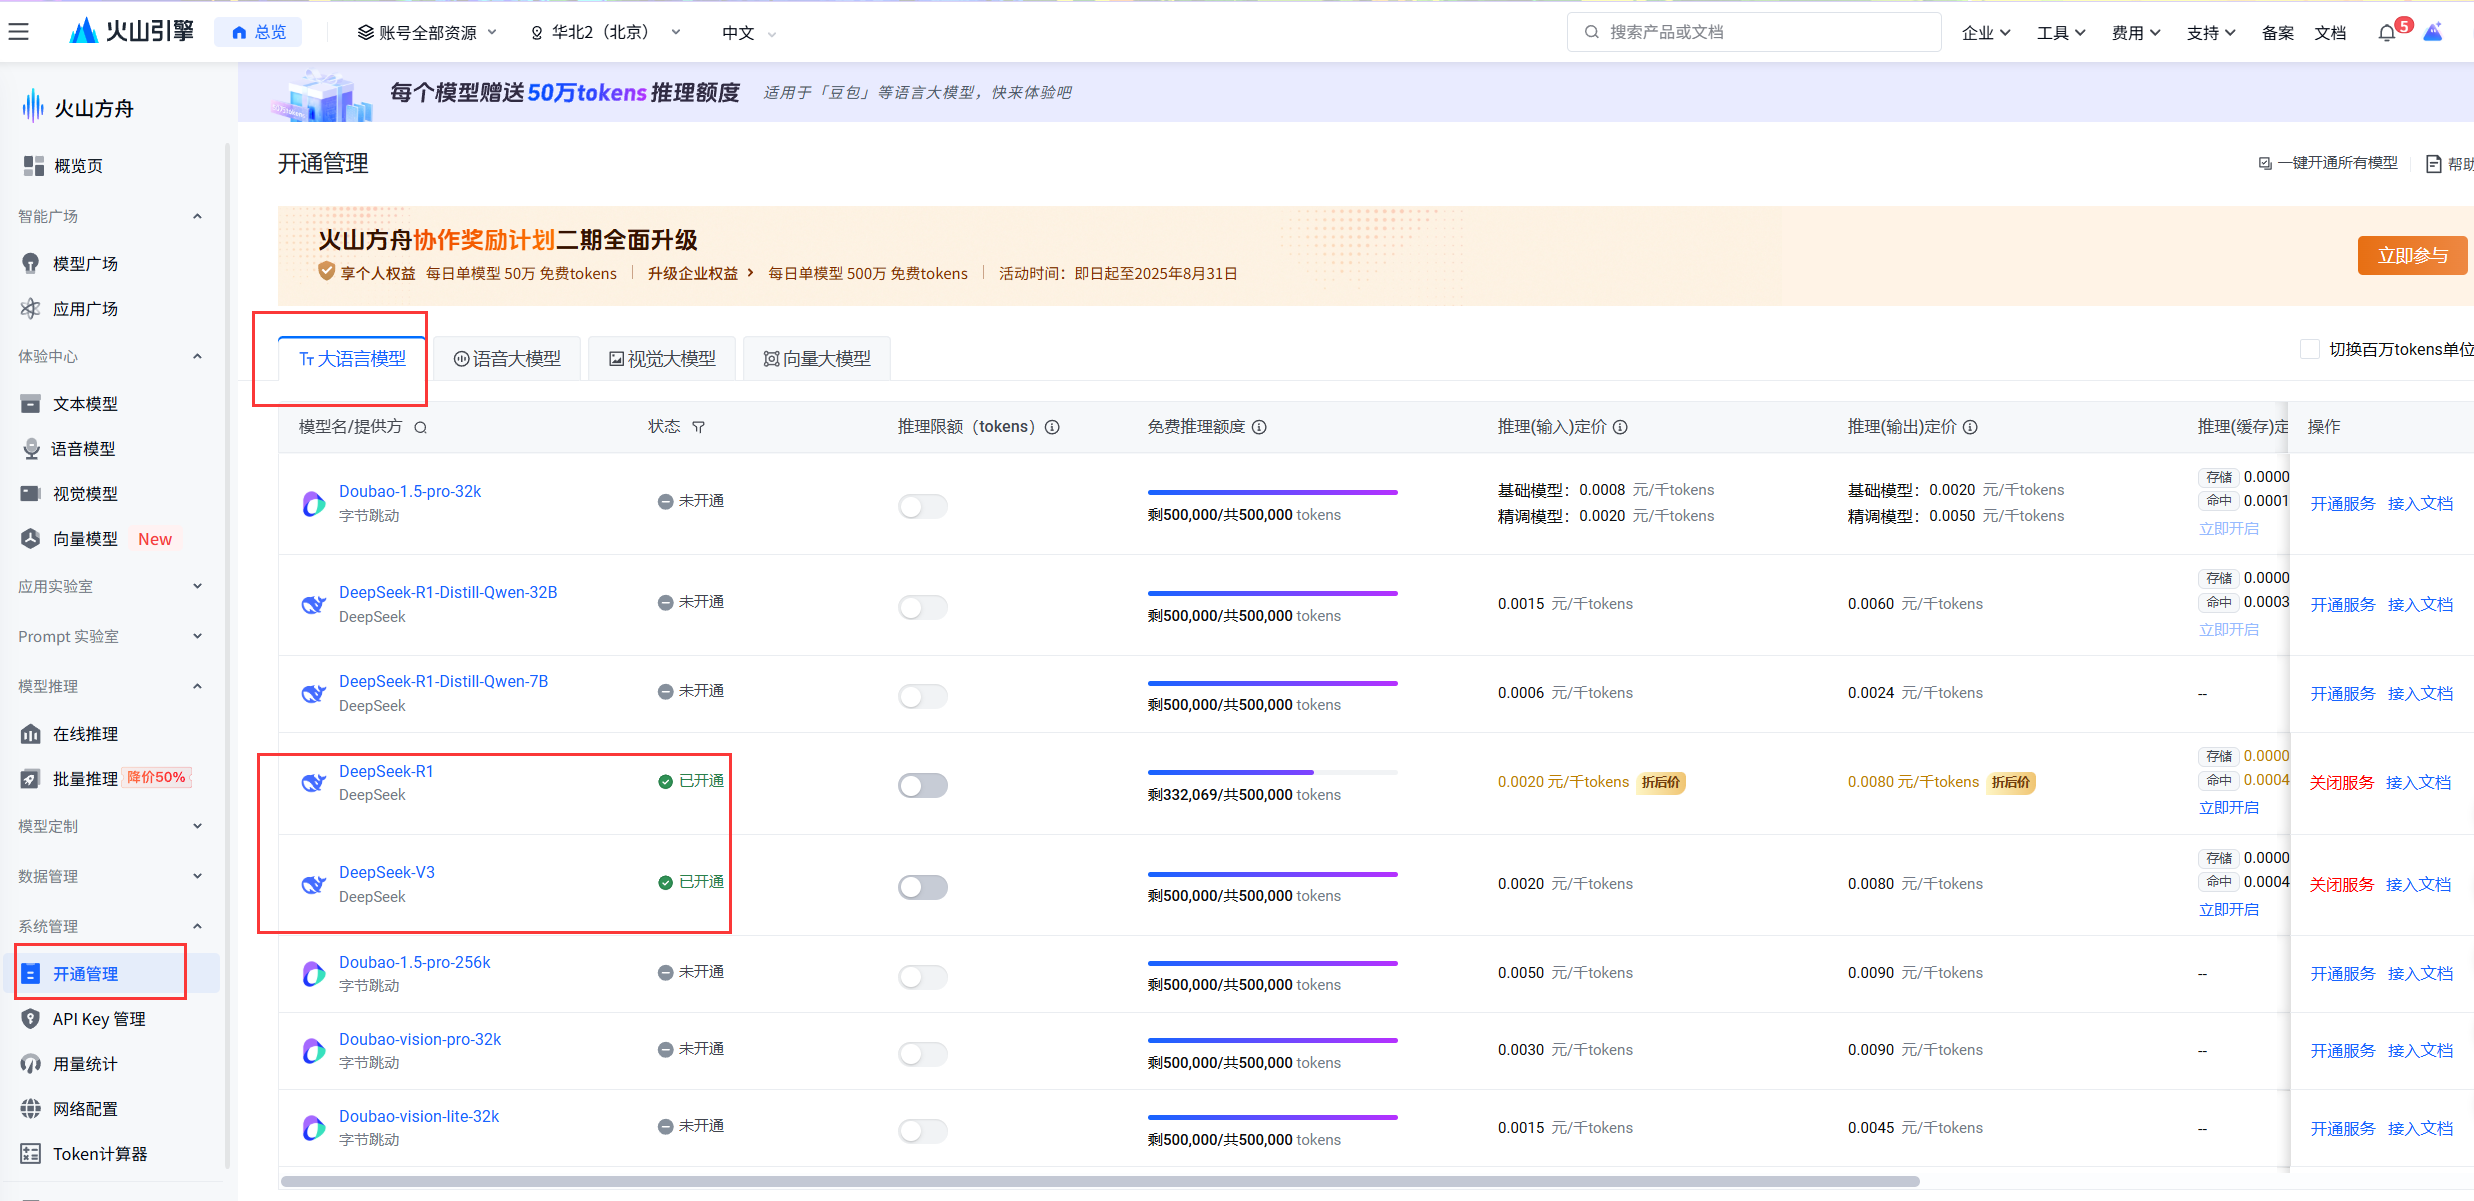 火山引擎
总览
账号全部资源
华北2（北京）
中文
搜索产品或文档
企业
工具
费用
支持
备案
文档
5
火山方舟
概览页
智能广场
模型广场
应用广场
体验中心
文本模型
语音模型
视觉模型
向量模型 New
应用实验室
Prompt 实验室
模型推理
在线推理
批量推理 降价50%
模型定制
数据管理
系统管理
开通管理
API Key 管理
用量统计
网络配置
Token计算器
每个模型赠送50万tokens推理额度 适用于「豆包」等语言大模型，快来体验吧
开通管理
一键开通所有模型
帮助
火山方舟协作奖励计划二期全面升级
享个人权益 每日单模型 50万 免费tokens 升级企业权益 每日单模型 500万 免费tokens 活动时间：即日起至2025年8月31日
立即参与
大语言模型
语音大模型
视觉大模型
向量大模型
切换百万tokens单位
模型名/提供方 状态 推理限额（tokens） 免费推理额度 推理(输入)定价 推理(输出)定价 推理(缓存)定 操作
Doubao-1.5-pro-32k
字节跳动
未开通
剩500,000/共500,000 tokens
基础模型：0.0008 元/千tokens
精调模型：0.0020 元/千tokens
基础模型：0.0020 元/千tokens
精调模型：0.0050 元/千tokens
存储 0.0000
命中 0.0001
立即开启
开通服务 接入文档
DeepSeek-R1-Distill-Qwen-32B
DeepSeek
未开通
剩500,000/共500,000 tokens
0.0015 元/千tokens
0.0060 元/千tokens
存储 0.0000
命中 0.0003
立即开启
开通服务 接入文档
DeepSeek-R1-Distill-Qwen-7B
DeepSeek
未开通
剩500,000/共500,000 tokens
0.0006 元/千tokens
0.0024 元/千tokens
--
开通服务 接入文档
DeepSeek-R1
DeepSeek
已开通
剩332,069/共500,000 tokens
0.0020 元/千tokens 折后价
0.0080 元/千tokens 折后价
存储 0.0000
命中 0.0004
立即开启
关闭服务 接入文档
DeepSeek-V3
DeepSeek
已开通
剩500,000/共500,000 tokens
0.0020 元/千tokens
0.0080 元/千tokens
存储 0.0000
命中 0.0004
立即开启
关闭服务 接入文档
Doubao-1.5-pro-256k
字节跳动
未开通
剩500,000/共500,000 tokens
0.0050 元/千tokens
0.0090 元/千tokens
--
开通服务 接入文档
Doubao-vision-pro-32k
字节跳动
未开通
剩500,000/共500,000 tokens
0.0030 元/千tokens
0.0090 元/千tokens
--
开通服务 接入文档
Doubao-vision-lite-32k
字节跳动
未开通
剩500,000/共500,000 tokens
0.0015 元/千tokens
0.0045 元/千tokens
--
开通服务 接入文档